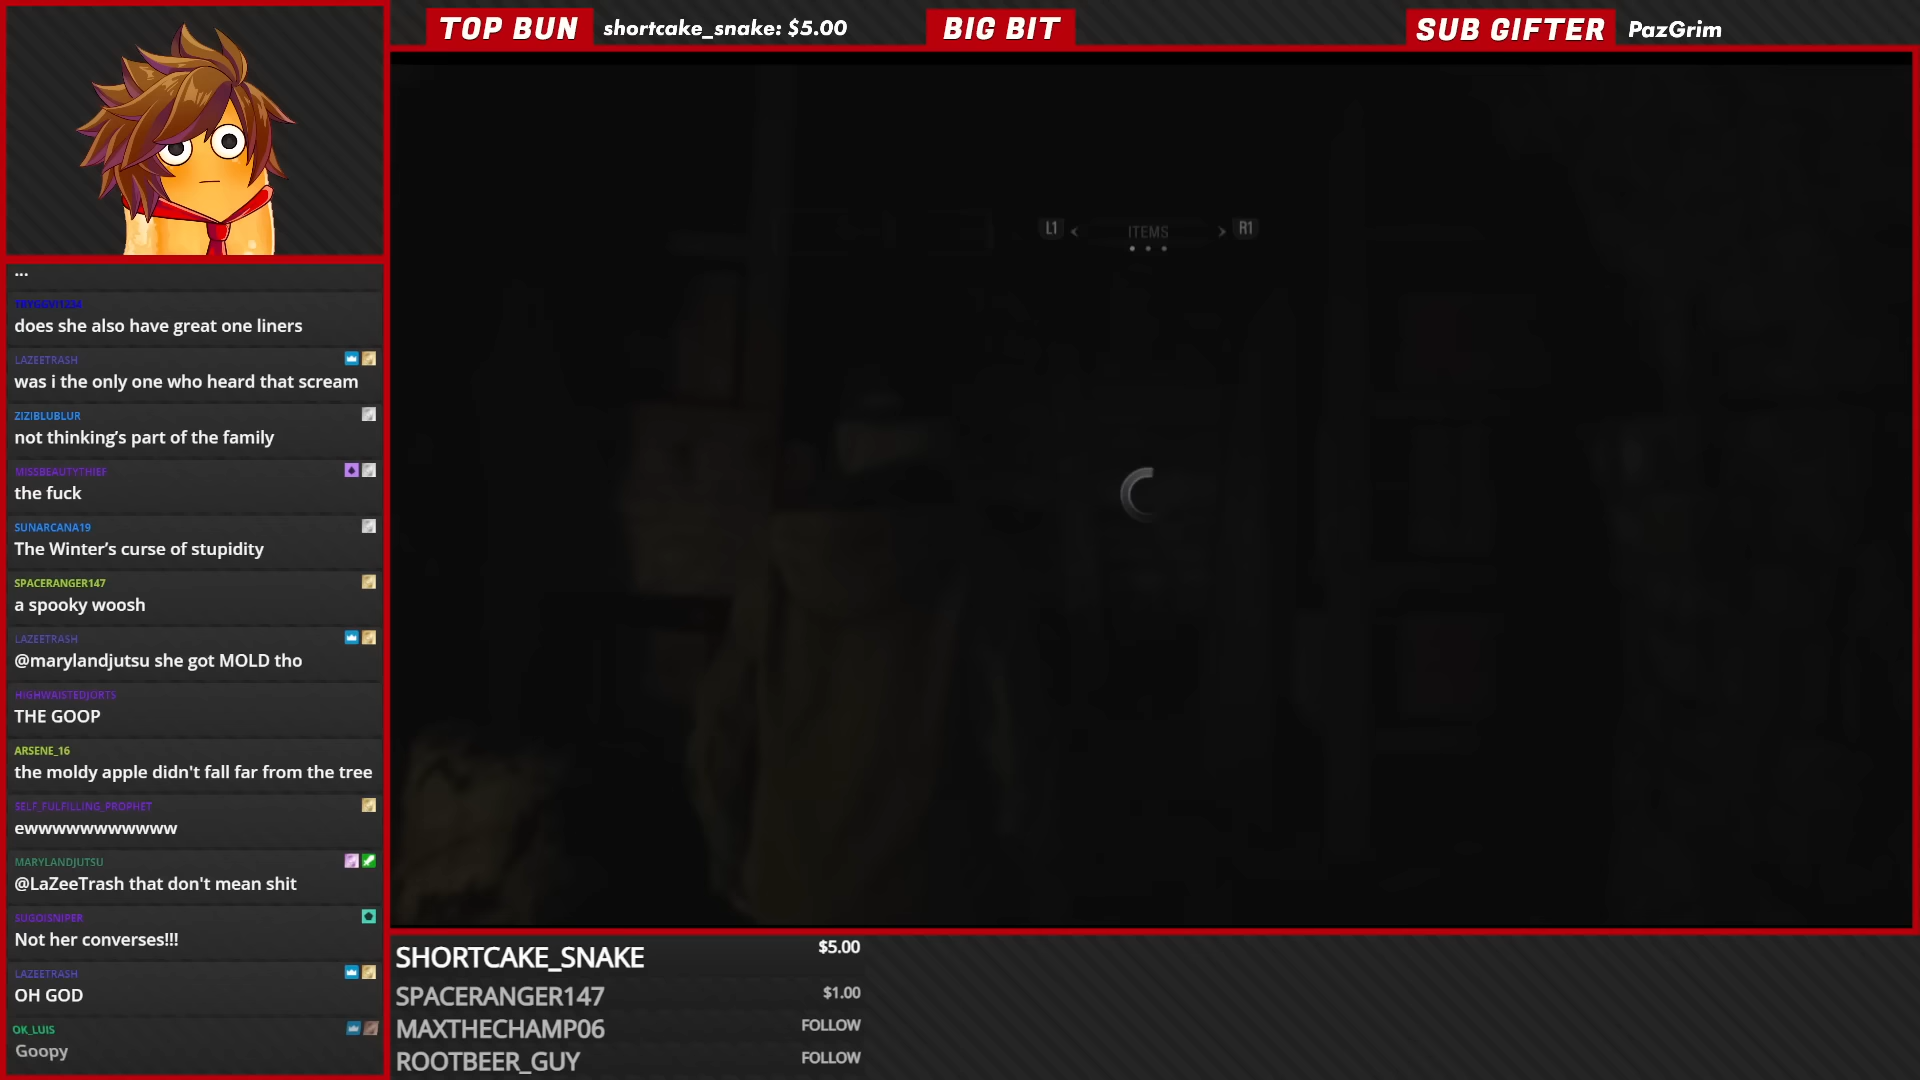 TOP BUN
shortcake_snake: $5.00
BIG BIT
SUB GIFTER
PazGrim
L1
ITEMS
R1
...
does she also have great one liners
LAZEETRASH
was i the only one who heard that scream
ZIZIBLUBLUR
not thinking's part of the family
MISSBEAUTYTHIEF
the fuck
SUNARCANA19
The Winter's curse of stupidity
SPACERANGER147
a spooky woosh
LAZEETRASH
@marylandjutsu she got MOLD tho
HIGHWAISTEDJORTS
THE GOOP
ARSENE_16
the moldy apple didn't fall far from the tree
SELF_FULFILLING_PROPHET
ewwwwwwwwwww
MARYLANDJUTSU
@LaZeeTrash that don't mean shit
SUGOISNIPER
Not her converses!!!
LAZEETRASH
OH GOD
OK_LUIS
Goopy
SHORTCAKE_SNAKE $5.00
SPACERANGER147 $1.00
MAXTHECHAMP06 FOLLOW
ROOTBEER_GUY FOLLOW